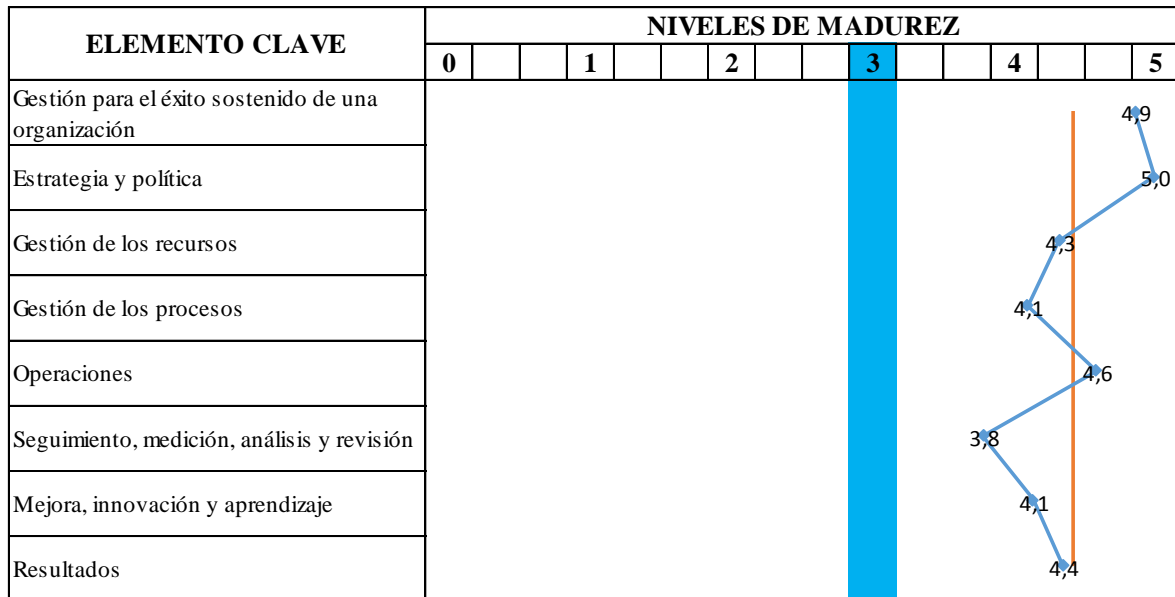 ELEMENTO CLAVE
NIVELES DE MADUREZ
0 1 2 3 4 5
Gestión para el éxito sostenido de una
organización
4,9
Estrategia y política
5,0
Gestión de los recursos
4,3
Gestión de los procesos
4,1
Operaciones
4,6
Seguimiento, medición, análisis y revisión
3,8
Mejora, innovación y aprendizaje
4,1
Resultados
4,4